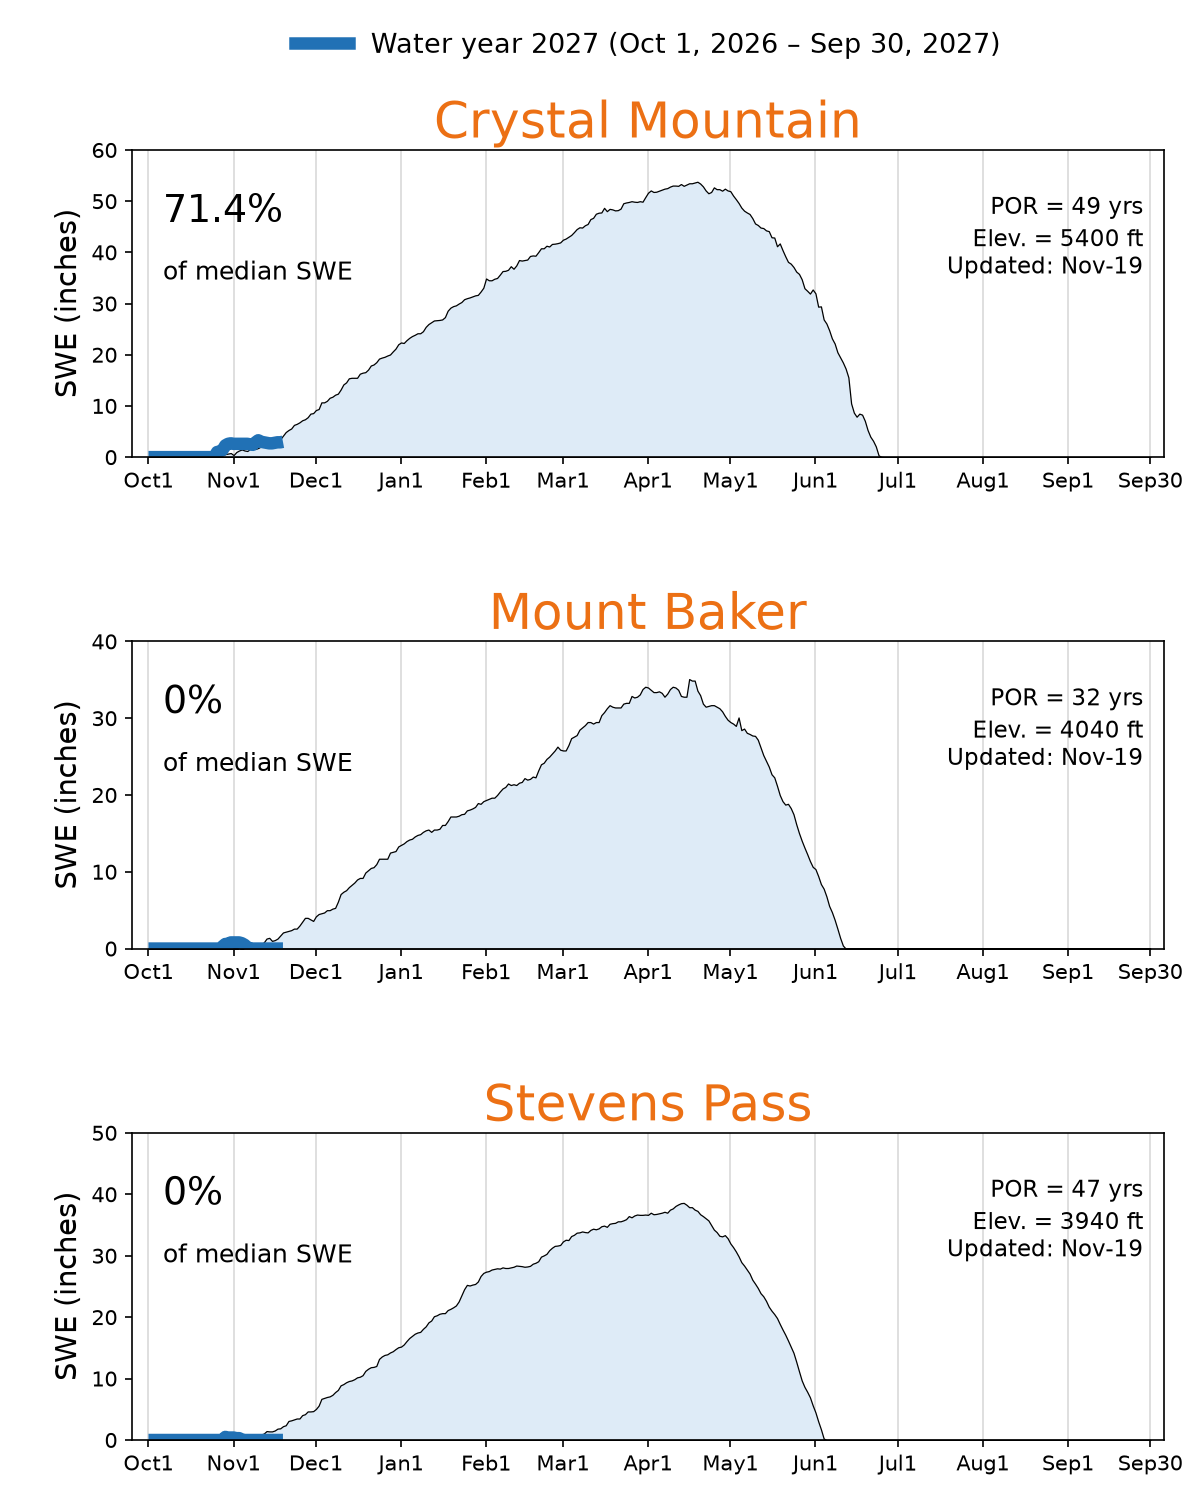 Water year 2027 (Oct 1, 2026 – Sep 30, 2027)
Crystal Mountain
60
50
40
30
20
10
0
SWE (inches)
71.4%
of median SWE
POR = 49 yrs
Elev. = 5400 ft
Updated: Nov-19
Oct1 Nov1 Dec1 Jan1 Feb1 Mar1 Apr1 May1 Jun1 Jul1 Aug1 Sep1 Sep30
Mount Baker
40
30
20
10
0
SWE (inches)
0%
of median SWE
POR = 32 yrs
Elev. = 4040 ft
Updated: Nov-19
Oct1 Nov1 Dec1 Jan1 Feb1 Mar1 Apr1 May1 Jun1 Jul1 Aug1 Sep1 Sep30
Stevens Pass
50
40
30
20
10
0
SWE (inches)
0%
of median SWE
POR = 47 yrs
Elev. = 3940 ft
Updated: Nov-19
Oct1 Nov1 Dec1 Jan1 Feb1 Mar1 Apr1 May1 Jun1 Jul1 Aug1 Sep1 Sep30